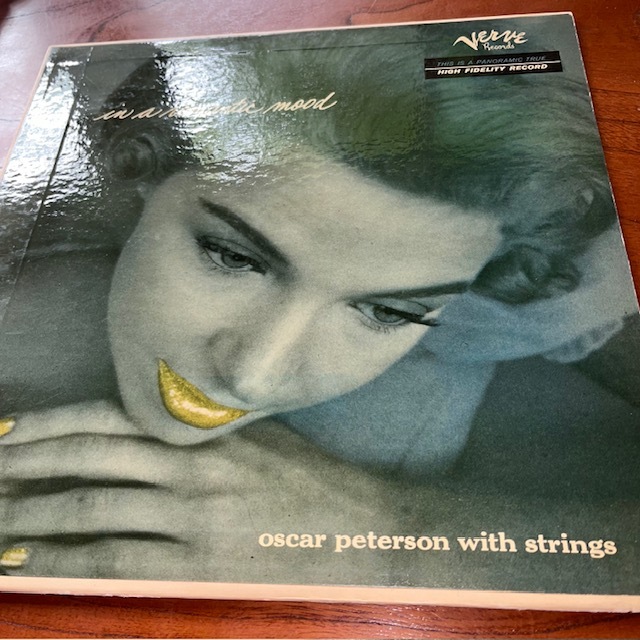 Verve
Records
THIS IS A PANORAMIC TRUE
HIGH FIDELITY RECORD
in a romantic mood
oscar peterson with strings